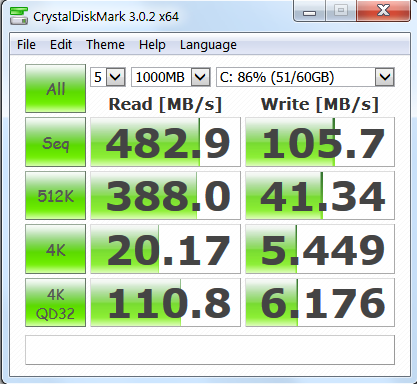 CrystalDiskMark 3.0.2 x64
File Edit Theme Help Language
All 5 1000MB C: 86% (51/60GB)
Read [MB/s] Write [MB/s]
Seq 482.9 105.7
512K 388.0 41.34
4K 20.17 5.449
4K QD32 110.8 6.176